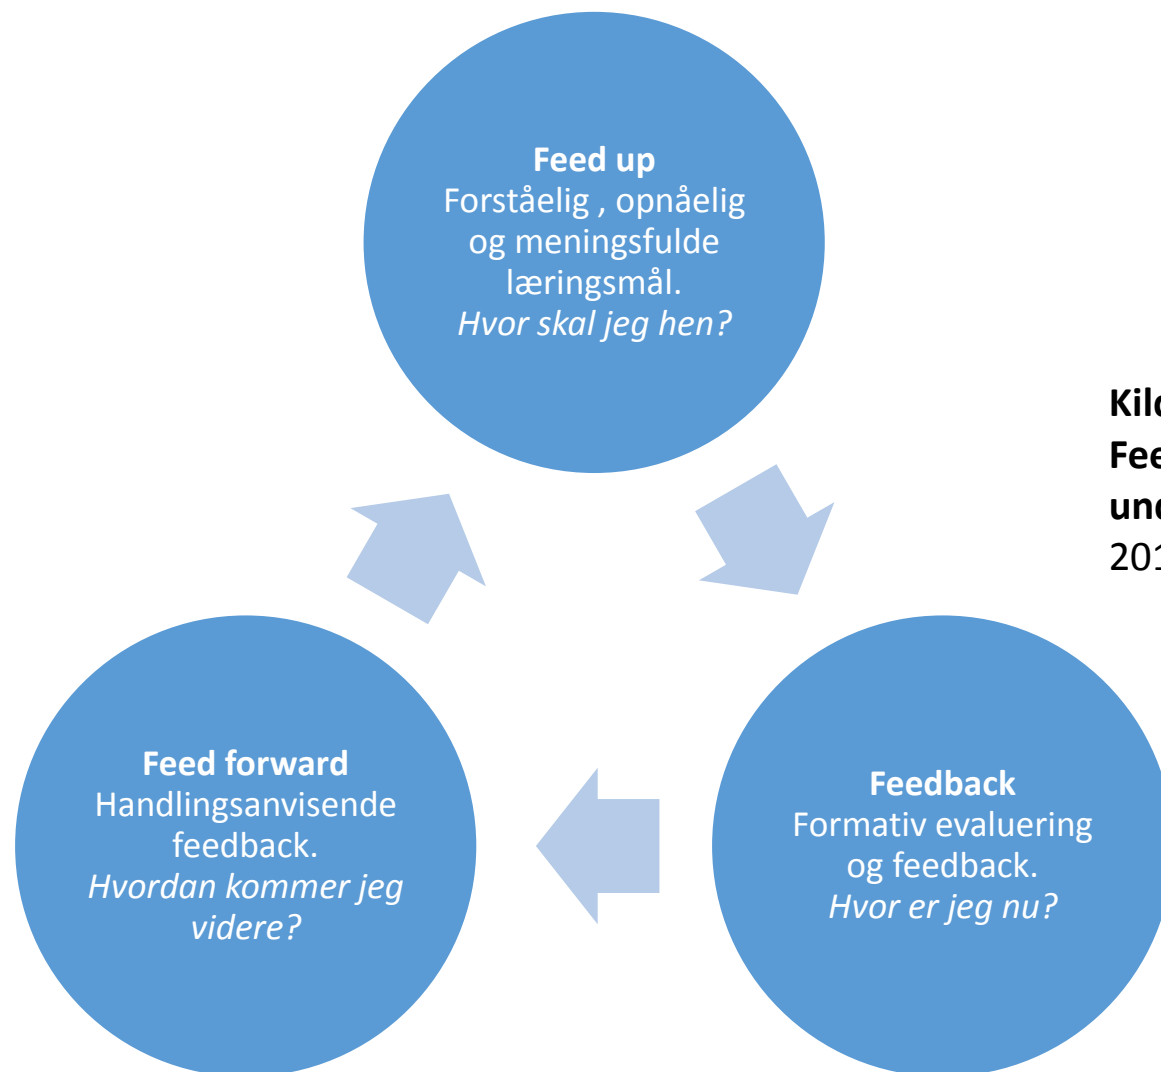 Feed up
Forståelig , opnåelig
og meningsfulde
læringsmål.
Hvor skal jeg hen?
Feed forward
Handlingsanvisende
feedback.
Hvordan kommer jeg
videre?
Feedback
Formativ evaluering
og feedback.
Hvor er jeg nu?